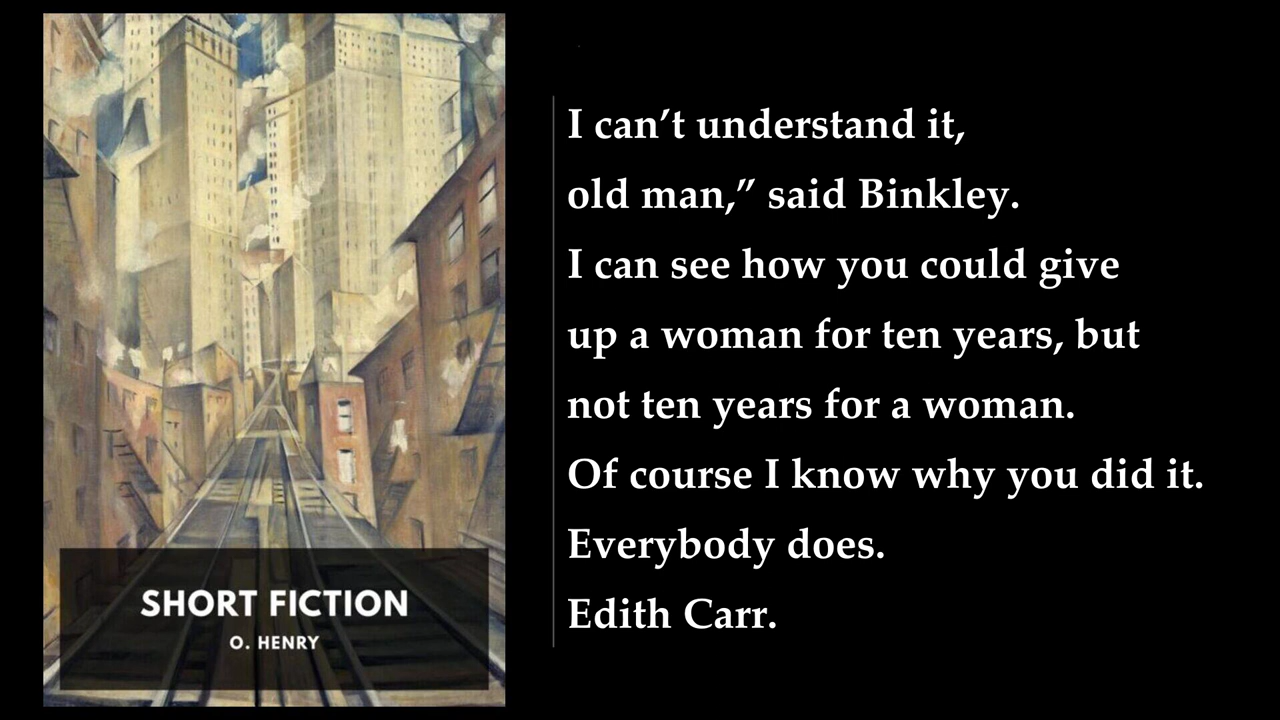 SHORT FICTION
O. HENRY
I can’t understand it,
old man,” said Binkley.
I can see how you could give
up a woman for ten years, but
not ten years for a woman.
Of course I know why you did it.
Everybody does.
Edith Carr.